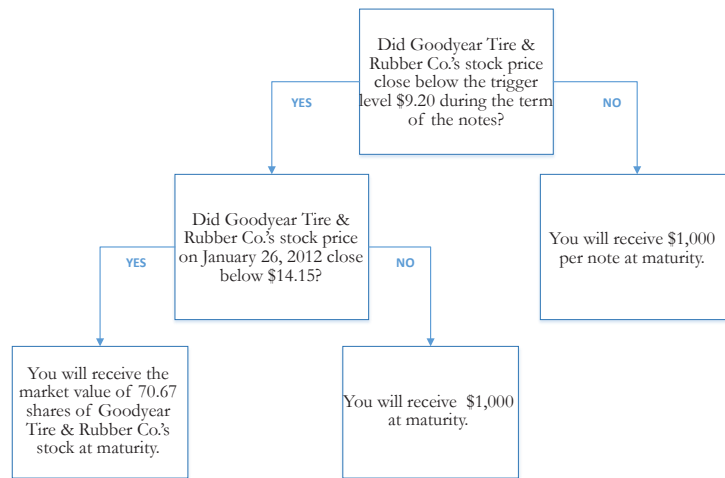 Did Goodyear Tire &
Rubber Co.'s stock price
close below the trigger
level $9.20 during the term
of the notes?
YES
NO
Did Goodyear Tire &
Rubber Co.'s stock price
on January 26, 2012 close
below $14.15?
You will receive $1,000
per note at maturity.
YES
NO
You will receive the
market value of 70.67
shares of Goodyear
Tire & Rubber Co.'s
stock at maturity.
You will receive $1,000
at maturity.